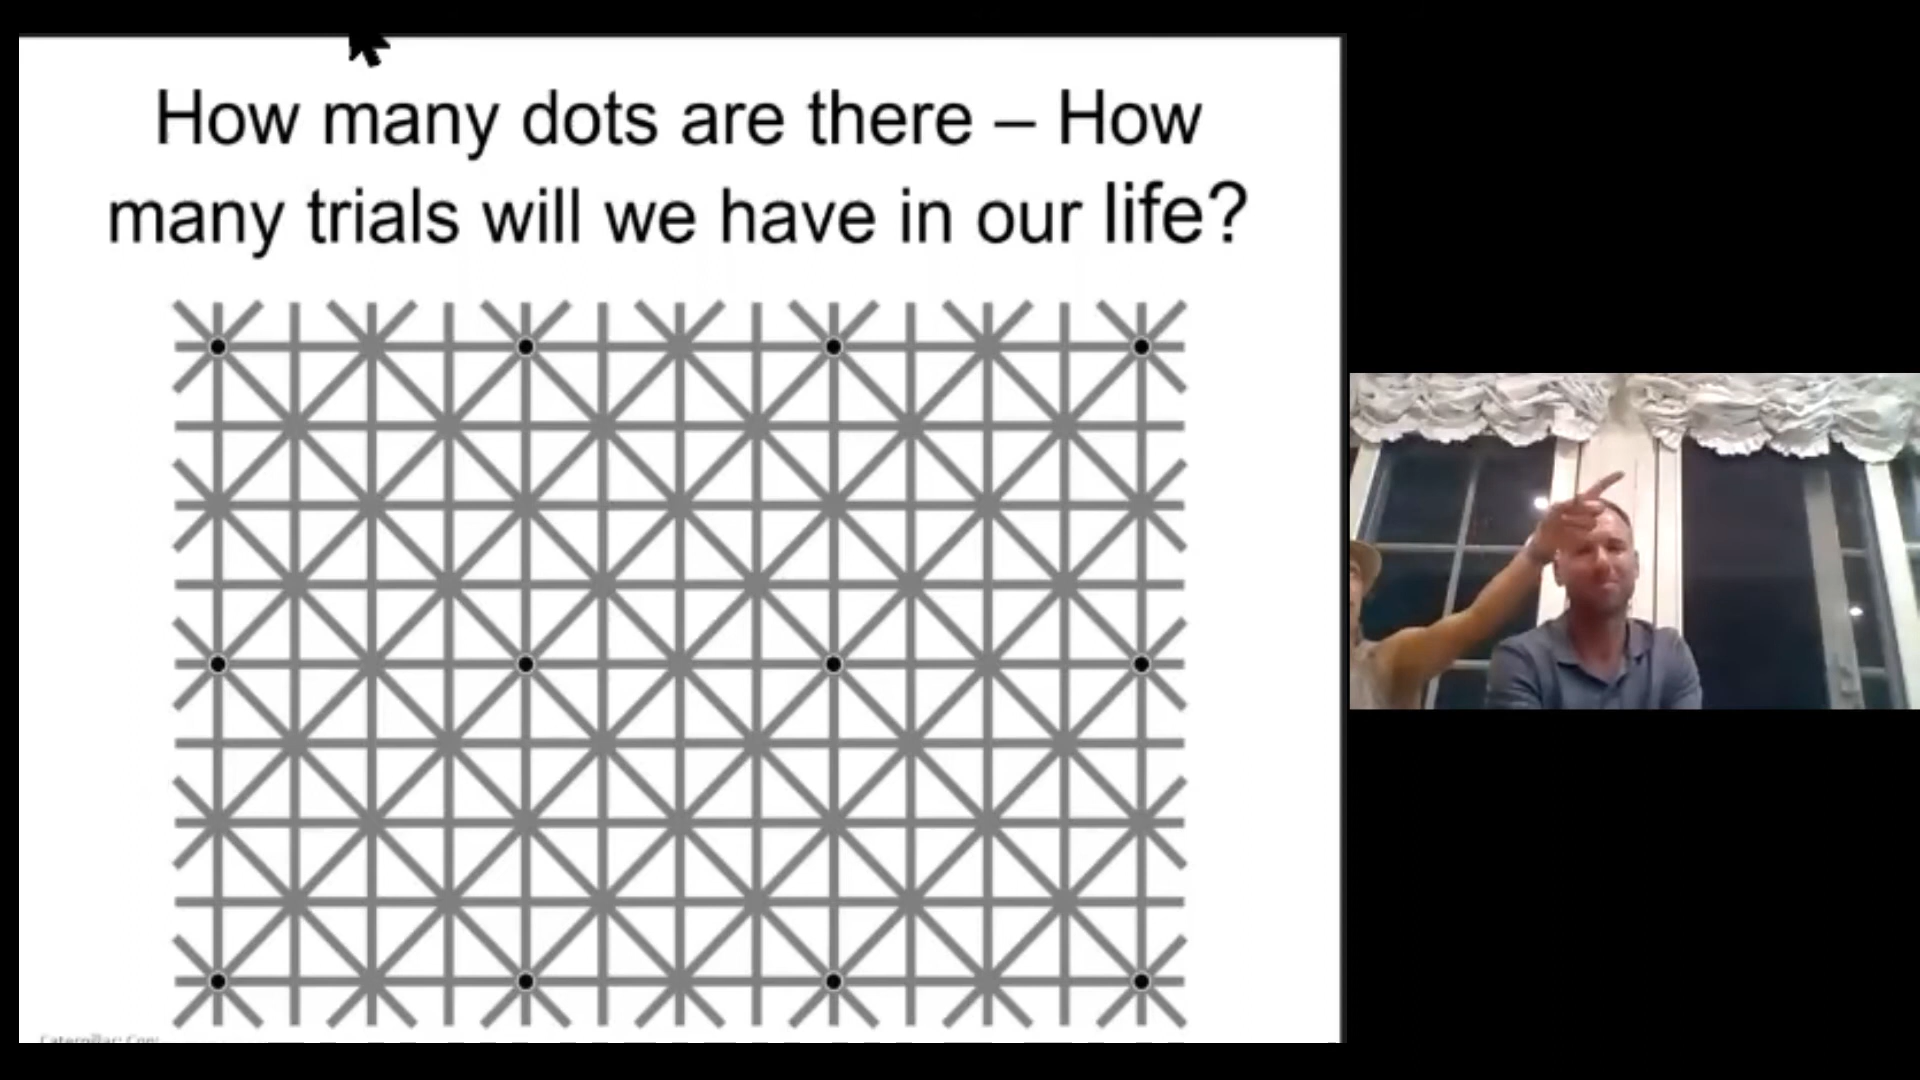 How many dots are there – How
many trials will we have in our life?